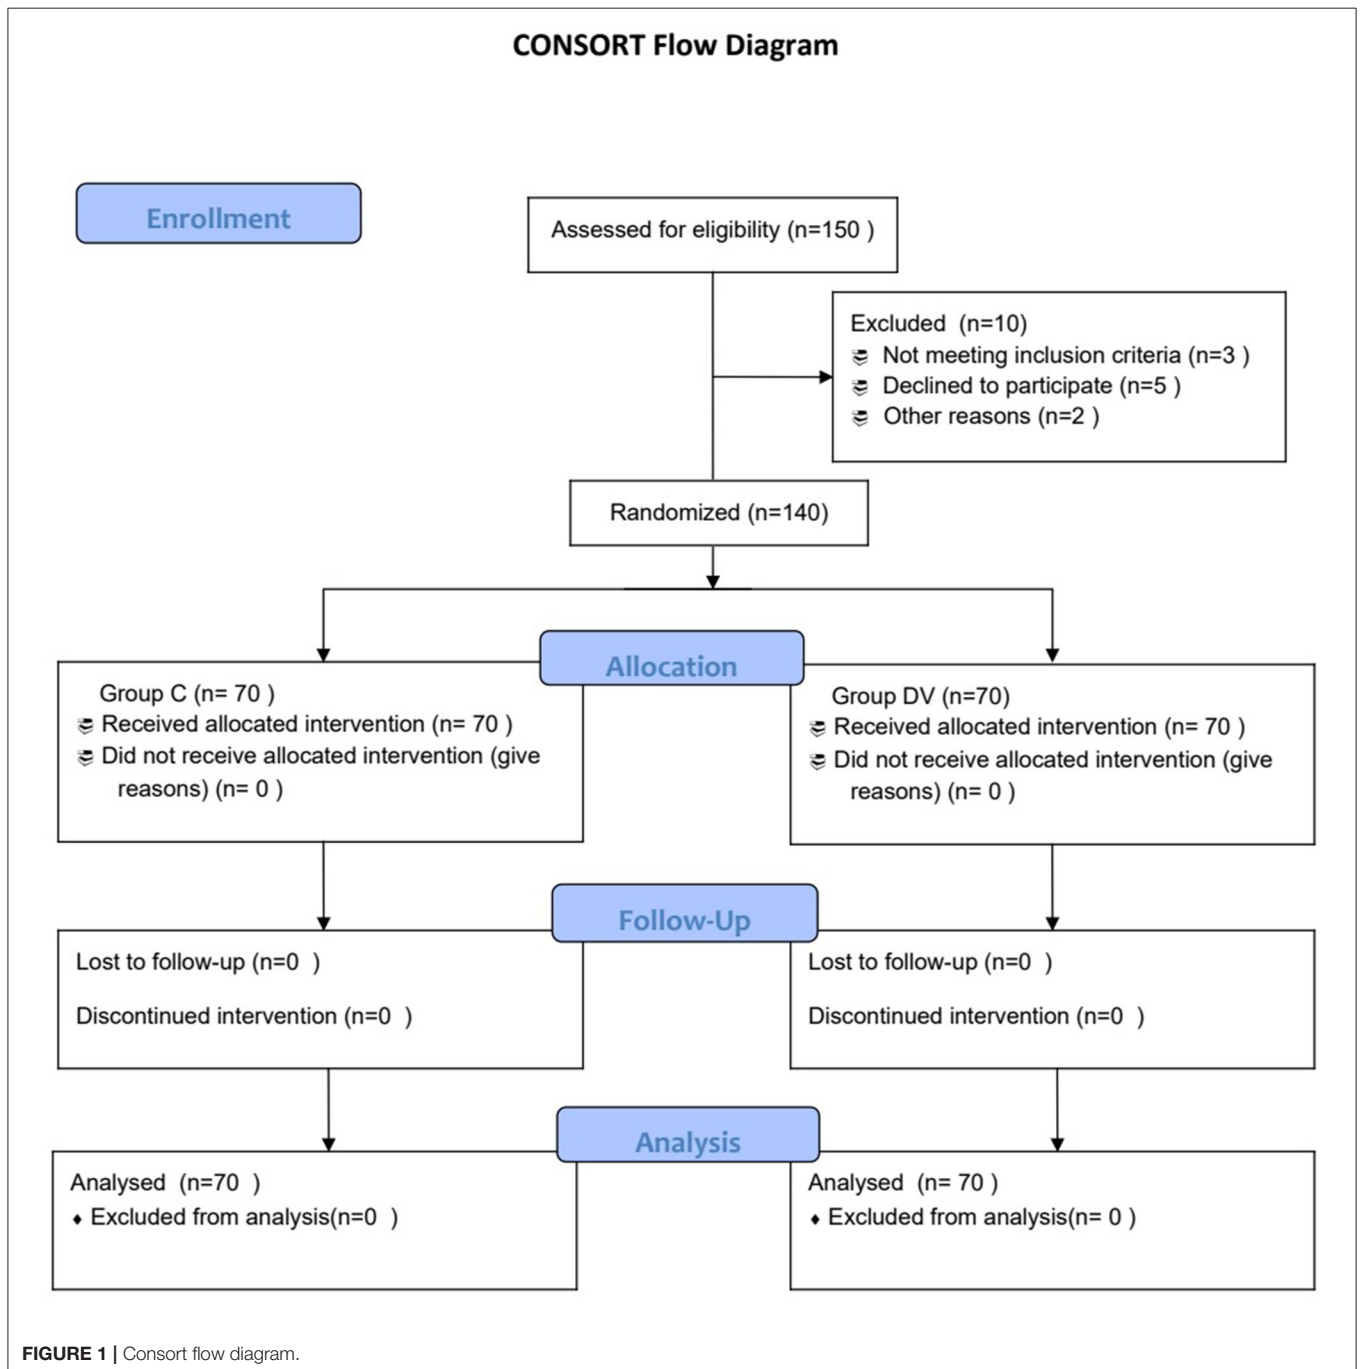 CONSORT Flow Diagram
Enrollment
Assessed for eligibility (n=150 )
Excluded  (n=10)
Not meeting inclusion criteria (n=3 )
Declined to participate (n=5 )
Other reasons (n=2 )
Randomized (n=140)
Allocation
Group C (n= 70 )
Received allocated intervention (n= 70 )
Did not receive allocated intervention (give
reasons) (n= 0 )
Group DV (n=70)
Received allocated intervention (n= 70 )
Did not receive allocated intervention (give
reasons) (n= 0 )
Follow-Up
Lost to follow-up (n=0  )
Discontinued intervention (n=0  )
Lost to follow-up (n=0  )
Discontinued intervention (n=0  )
Analysis
Analysed  (n=70  )
♦ Excluded from analysis(n=0  )
Analysed  (n= 70 )
♦ Excluded from analysis(n= 0 )
FIGURE 1 | Consort flow diagram.